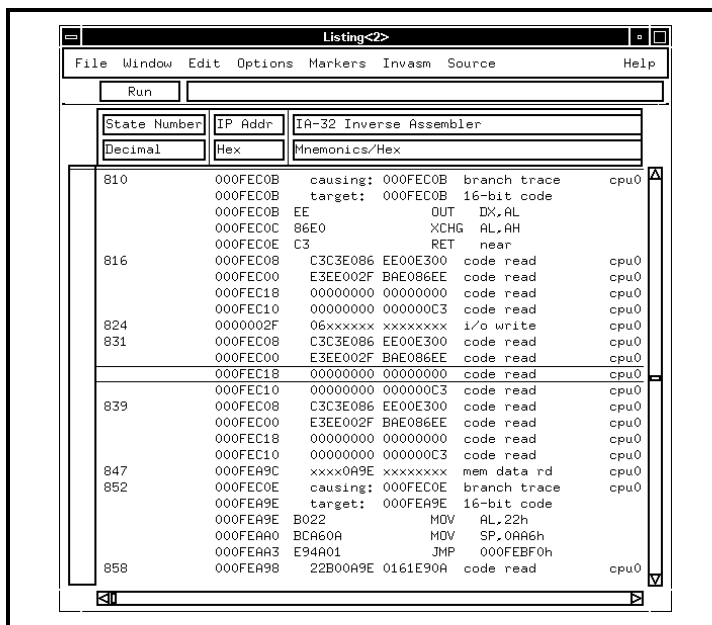 Listing<2>
File Window Edit Options Markers Invasm Source Help
Run
State Number IP Addr IA-32 Inverse Assembler
Decimal Hex Mnemonics/Hex
810 000FEC0B causing: 000FEC0B branch trace cpu0
000FEC0B target: 000FEC0B 16-bit code
000FEC0B EE OUT DX,AL
000FEC0C 86E0 XCHG AL,AH
000FEC0E C3 RET near
816 000FEC08 C3C3E086 EE00E300 code read cpu0
000FEC00 E3EE002F BAE086EE code read cpu0
000FEC18 00000000 00000000 code read cpu0
000FEC10 00000000 000000C3 code read cpu0
824 0000002F 06xxxxxx xxxxxxxx i/o write cpu0
831 000FEC08 C3C3E086 EE00E300 code read cpu0
000FEC00 E3EE002F BAE086EE code read cpu0
000FEC18 00000000 00000000 code read cpu0
000FEC10 00000000 000000C3 code read cpu0
839 000FEC08 C3C3E086 EE00E300 code read cpu0
000FEC00 E3EE002F BAE086EE code read cpu0
000FEC18 00000000 00000000 code read cpu0
000FEC10 00000000 000000C3 code read cpu0
847 000FEA9C xxxx0A9E xxxxxxxx mem data rd cpu0
852 000FEC0E causing: 000FEC0E branch trace cpu0
000FEA9E target: 000FEA9E 16-bit code
000FEA9E B022 MOV AL,22h
000FEAA0 BCA60A MOV SP,0AA6h
000FEAA3 E94A01 JMP 000FEBF0h
858 000FEA98 22B00A9E 0161E90A code read cpu0